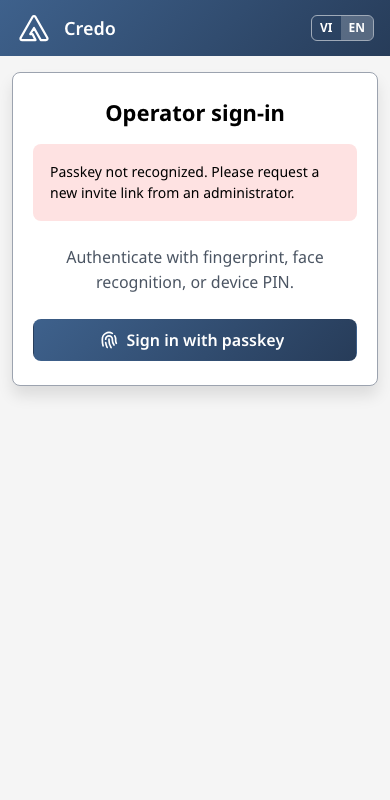 Credo
VI
EN
Operator sign-in
Passkey not recognized. Please request a
new invite link from an administrator.
Authenticate with fingerprint, face
recognition, or device PIN.
Sign in with passkey